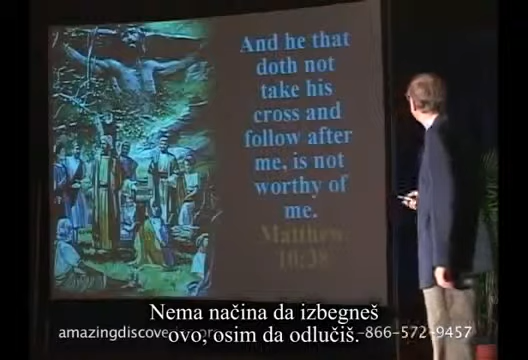 And he that
doth not
take his
cross and
follow after
me, is not
worthy of
me.
Matthew
10:38
Nema načina da izbegneš
ovo, osim da odlučiš.
-866-572-9457